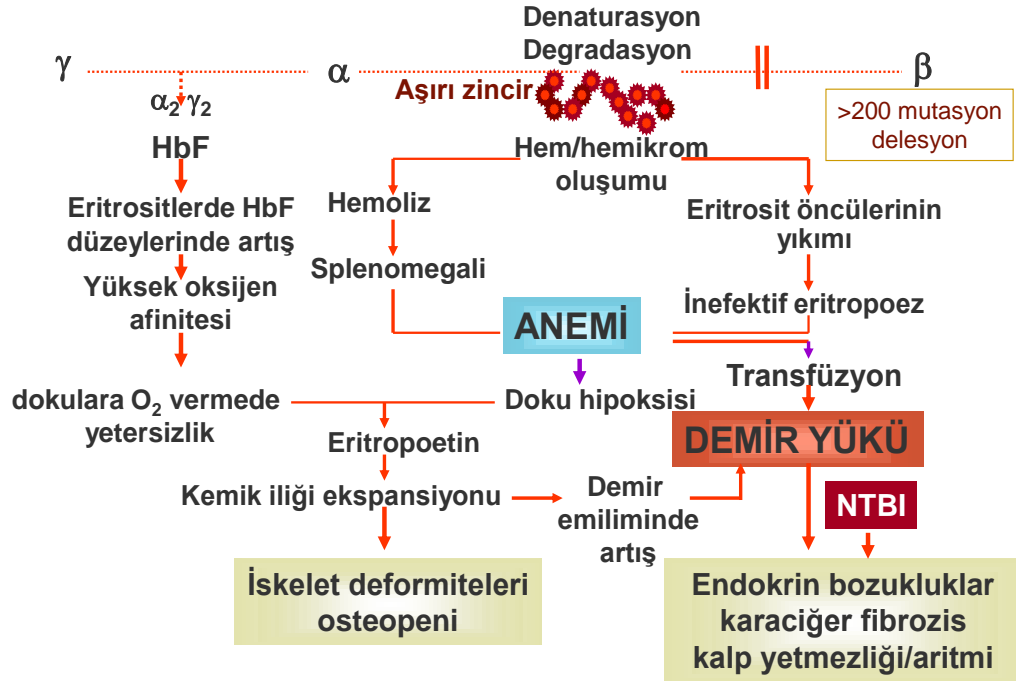 Denaturasyon
Degradasyon
γ
α
β
Aşırı zincir
α₂ γ₂
>200 mutasyon
delesyon
HbF
Hem/hemikrom
oluşumu
Eritrositlerde HbF
düzeylerinde artış
Hemoliz
Eritrosit öncülerinin
yıkımı
Splenomegali
Yüksek oksijen
afinitesi
İnefektif eritropoez
ANEMİ
Transfüzyon
dokulara O₂ vermede
yetersizlik
Doku hipoksisi
DEMİR YÜKÜ
Eritropoetin
Kemik iliği ekspansiyonu
Demir
emiliminde
artış
NTBI
İskelet deformiteleri
osteopeni
Endokrin bozukluklar
karaciğer fibrozis
kalp yetmezliği/aritmi